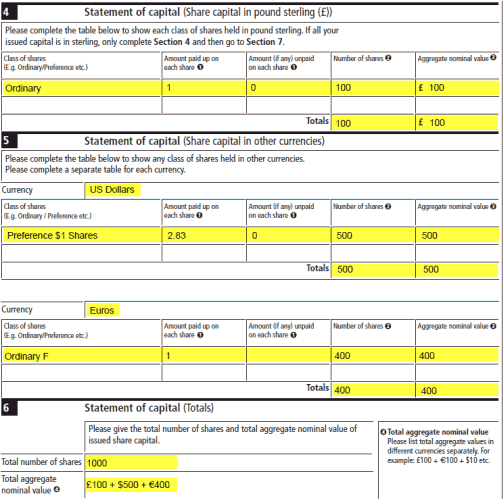 4 Statement of capital (Share capital in pound sterling (£))
Please complete the table below to show each class of shares held in pound sterling. If all your
issued capital is in sterling, only complete Section 4 and then go to Section 7.
Class of shares Amount paid up on Amount (if any) unpaid Number of shares ❷ Aggregate nominal value ❸
(E.g. Ordinary/Preference etc.) each share ❶ on each share ❶
Ordinary 1 0 100 £ 100
Totals 100 £ 100
5 Statement of capital (Share capital in other currencies)
Please complete the table below to show any class of shares held in other currencies.
Please complete a separate table for each currency.
Currency US Dollars
Class of shares Amount paid up on Amount (if any) unpaid Number of shares ❷ Aggregate nominal value ❸
(E.g. Ordinary / Preference etc.) each share ❶ on each share ❶
Preference $1 Shares 2.83 0 500 500
Totals 500 500
Currency Euros
Class of shares Amount paid up on Amount (if any) unpaid Number of shares ❷ Aggregate nominal value ❸
(E.g. Ordinary/Preference etc.) each share ❶ on each share ❶
Ordinary F 1 400 400
Totals 400 400
6 Statement of capital (Totals)
Please give the total number of shares and total aggregate nominal value of
issued share capital.
❹ Total aggregate nominal value
Please list total aggregate values in
different currencies separately. For
example: £100 + €100 + $10 etc.
Total number of shares 1000
Total aggregate
nominal value ❹ £100 + $500 + €400